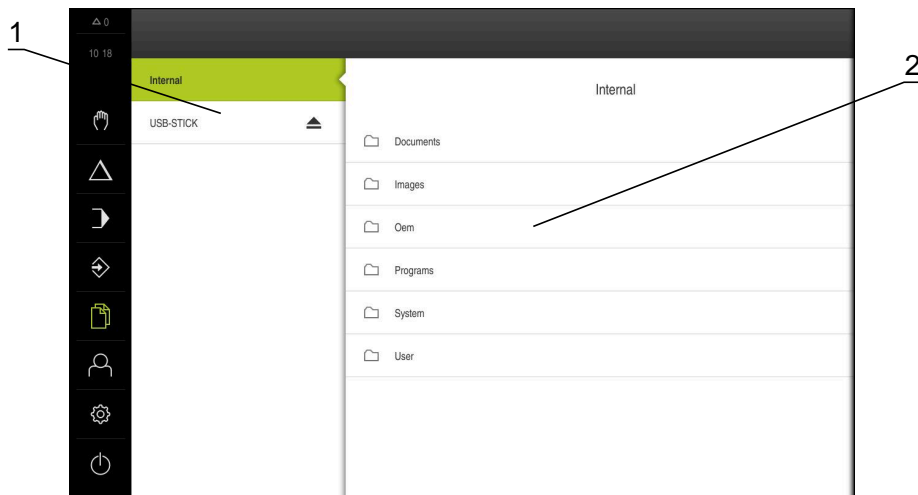 1
△ 0
10 18
2
Internal
Internal
USB-STICK
Documents
Images
Oem
Programs
System
User